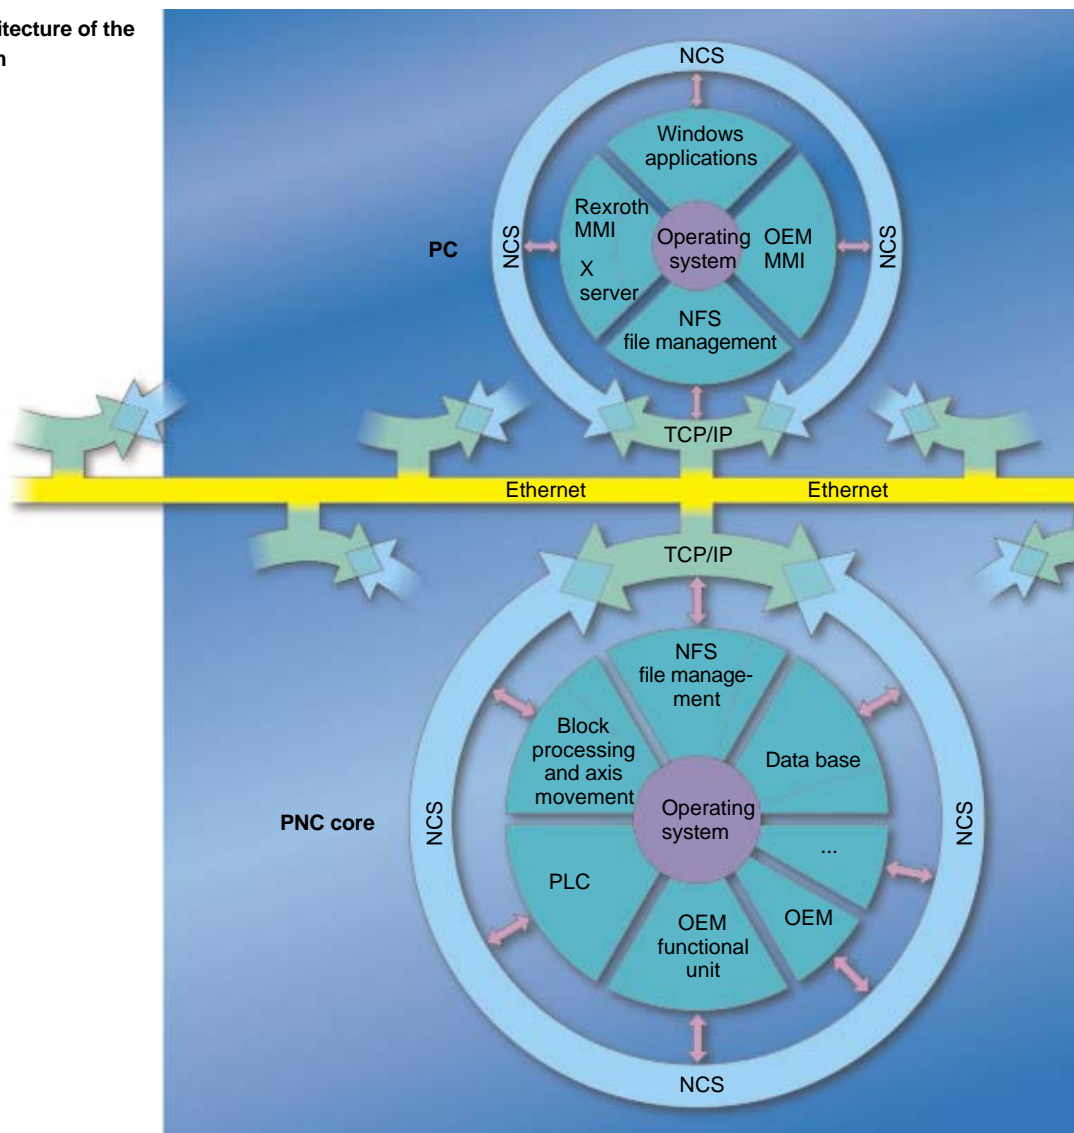 itecture of the
n
NCS
Windows
applications
Rexroth
MMI
X
server
Operating
system
OEM
MMI
NFS
file management
PC
NCS
NCS
TCP/IP
Ethernet
Ethernet
TCP/IP
NFS
file manage-
ment
Block
processing
and axis
movement
Data base
Operating
system
PNC core
NCS
NCS
...
PLC
OEM
OEM
functional
unit
NCS